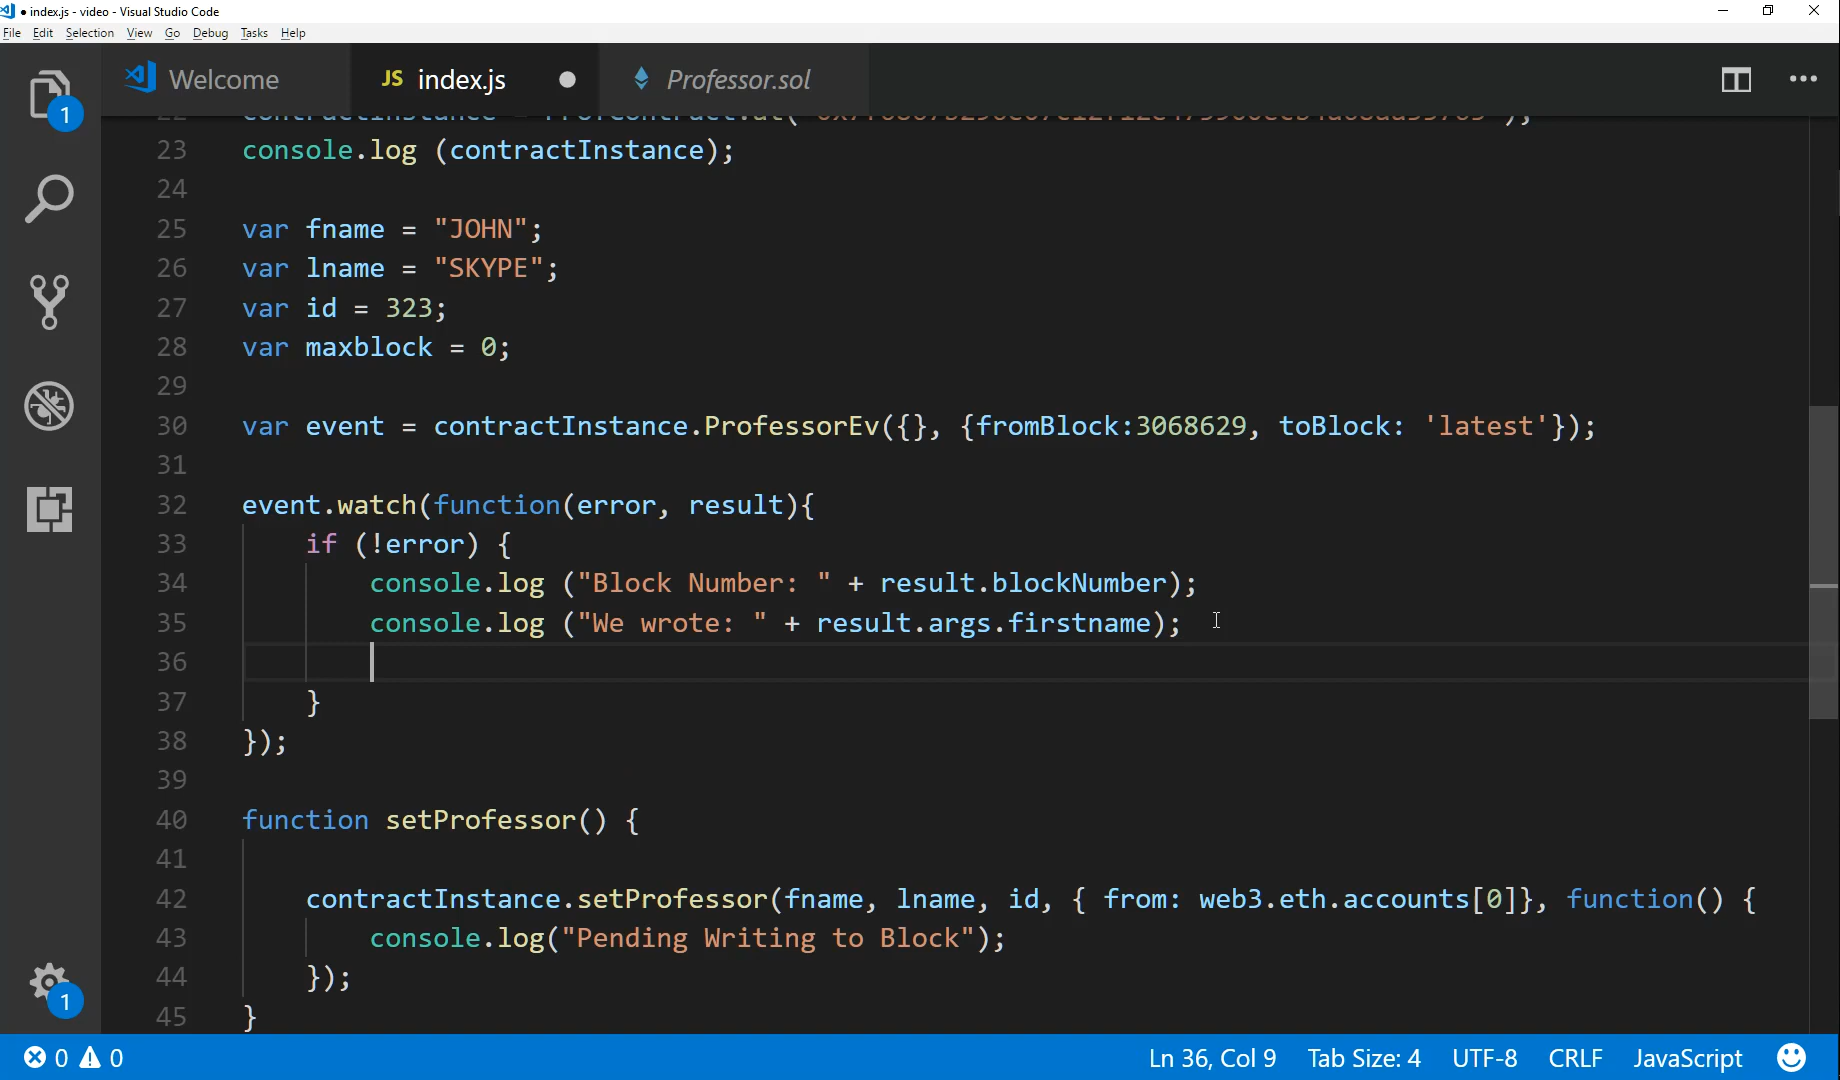 index.js - video - Visual Studio Code
File Edit Selection View Go Debug Tasks Help
Welcome
JS index.js
Professor.sol
1
23 console.log (contractInstance);
24
25 var fname = "JOHN";
26 var lname = "SKYPE";
27 var id = 323;
28 var maxblock = 0;
29
30 var event = contractInstance.ProfessorEv({}, {fromBlock:3068629, toBlock: 'latest'});
31
32 event.watch(function(error, result){
33 if (!error) {
34 console.log ("Block Number: " + result.blockNumber);
35 console.log ("We wrote: " + result.args.firstname);
36
37 }
38 });
39
40 function setProfessor() {
41
42 contractInstance.setProfessor(fname, lname, id, { from: web3.eth.accounts[0]}, function() {
43 console.log("Pending Writing to Block");
44 });
45 }
1
0 0 Ln 36, Col 9 Tab Size: 4 UTF-8 CRLF JavaScript